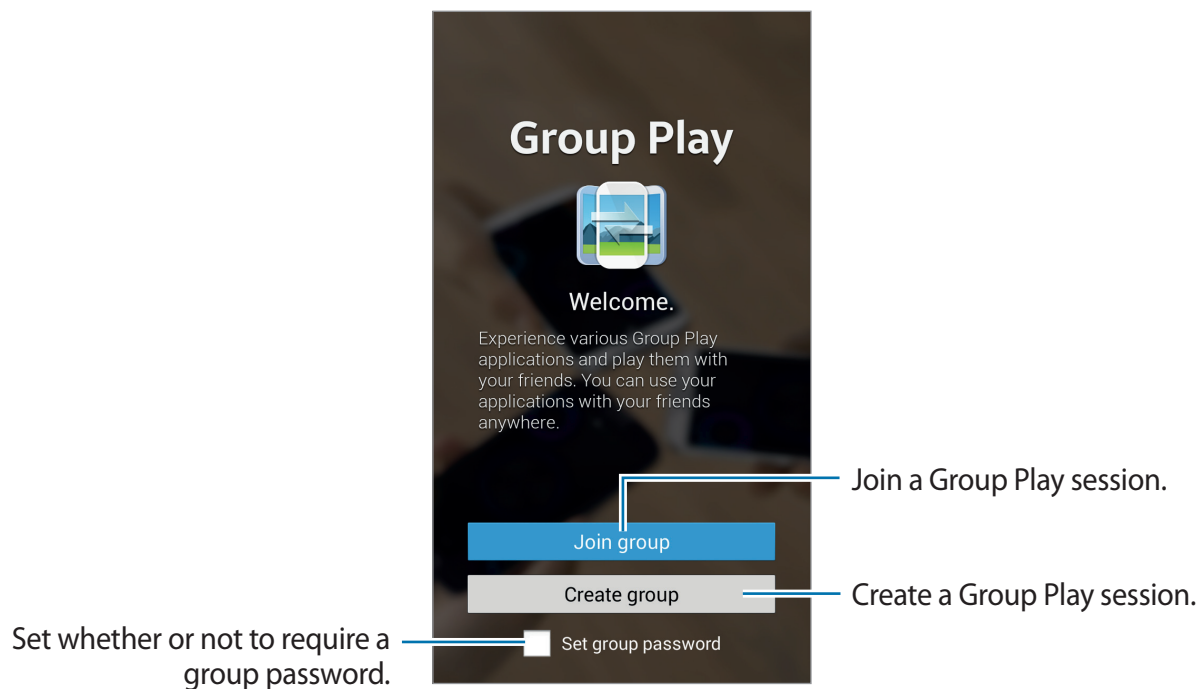 Group Play
Welcome.
Experience various Group Play
applications and play them with
your friends. You can use your
applications with your friends
anywhere.
Join a Group Play session.
Join group
Create group
Create a Group Play session.
Set whether or not to require a
group password.
Set group password